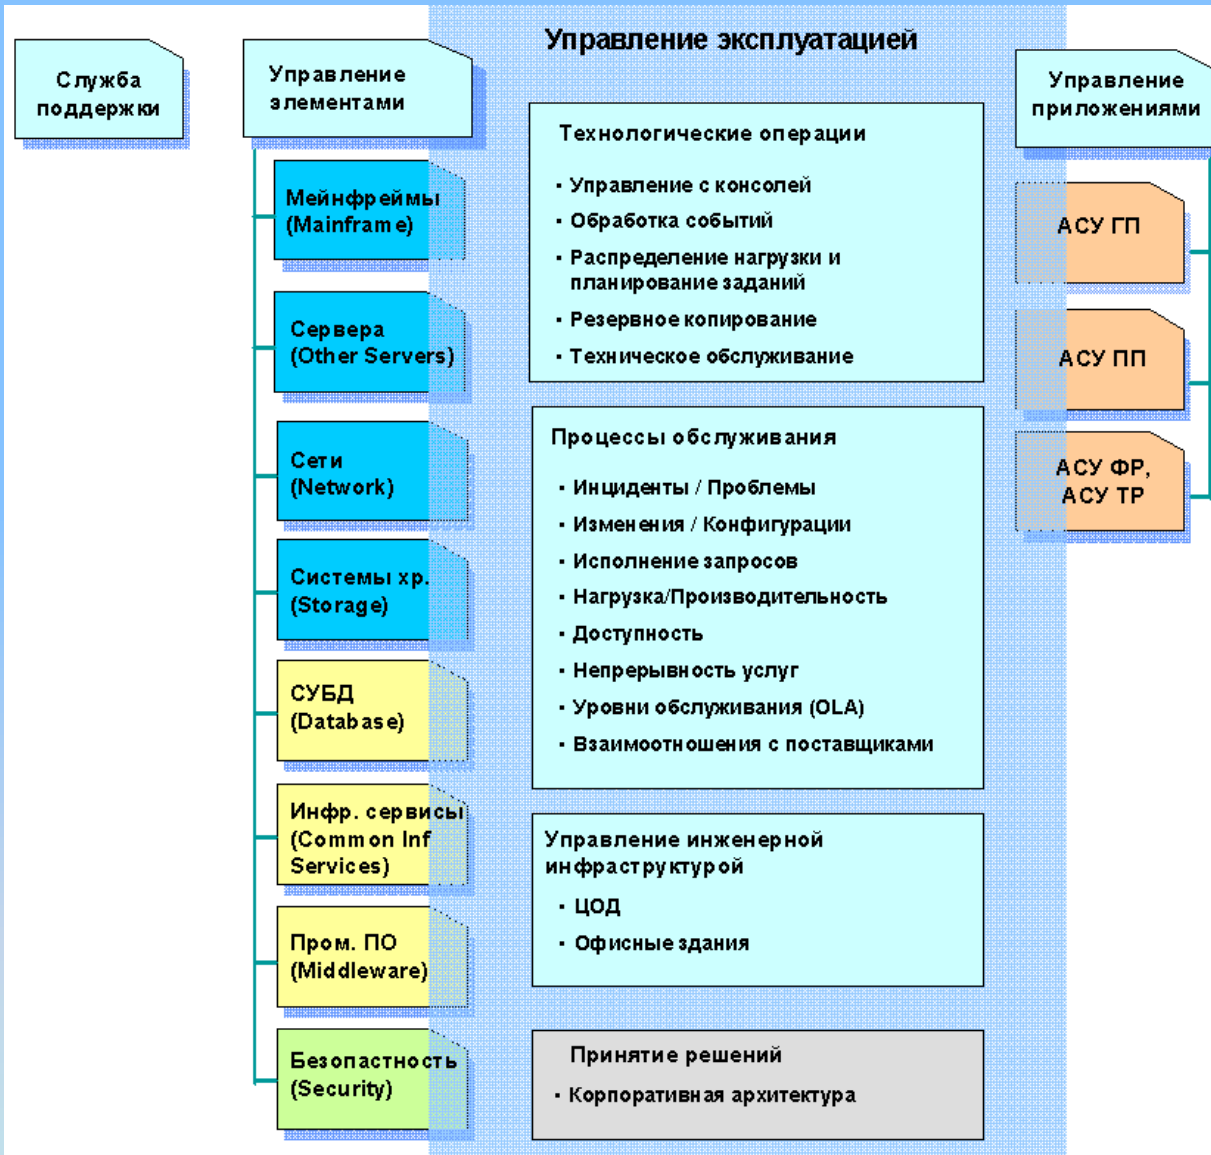 Управление эксплуатацией
Служба
поддержки
Управление
элементами
Мейнфреймы
(Mainframe)
Сервера
(Other Servers)
Сети
(Network)
Системы хр.
(Storage)
СУБД
(Database)
Инфр. сервисы
(Common Inf
Services)
Пром. ПО
(Middleware)
Безопастность
(Security)
Технологические операции
· Управление с консолей
· Обработка событий
· Распределение нагрузки и
планирование заданий
· Резервное копирование
· Техническое обслуживание
Процессы обслуживания
· Инциденты / Проблемы
· Изменения / Конфигурации
· Исполнение запросов
· Нагрузка/Производительность
· Доступность
· Непрерывность услуг
· Уровни обслуживания (OLA)
· Взаимоотношения с поставщиками
Управление инженерной
инфраструктурой
· ЦОД
· Офисные здания
Принятие решений
· Корпоративная архитектура
Управление
приложениями
АСУ ГП
АСУ ПП
АСУ ФР,
АСУ ТР